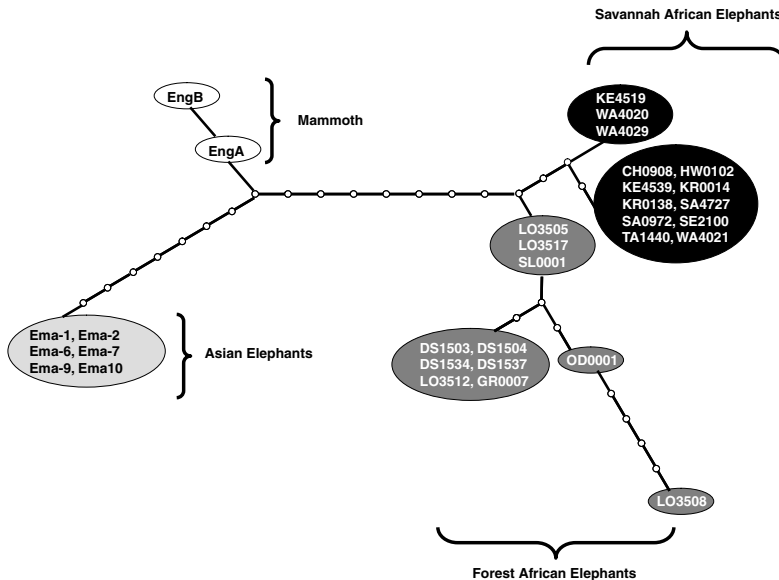 Savannah African Elephants
EngB
EngA
Mammoth
KE4519
WA4020
WA4029
CH0908, HW0102
KE4539, KR0014
KR0138, SA4727
SA0972, SE2100
TA1440, WA4021
LO3505
LO3517
SL0001
Ema-1, Ema-2
Ema-6, Ema-7
Ema-9, Ema10
Asian Elephants
DS1503, DS1504
DS1534, DS1537
LO3512, GR0007
OD0001
LO3508
Forest African Elephants